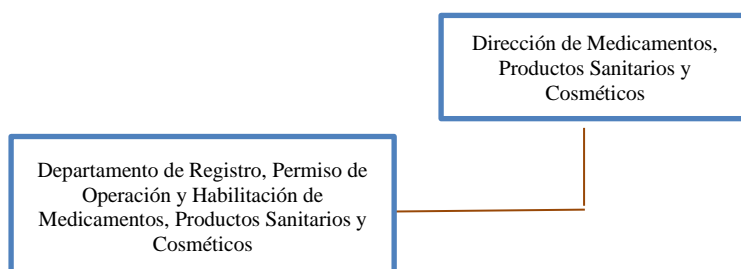 Dirección de Medicamentos,
Productos Sanitarios y
Cosméticos
Departamento de Registro, Permiso de
Operación y Habilitación de
Medicamentos, Productos Sanitarios y
Cosméticos